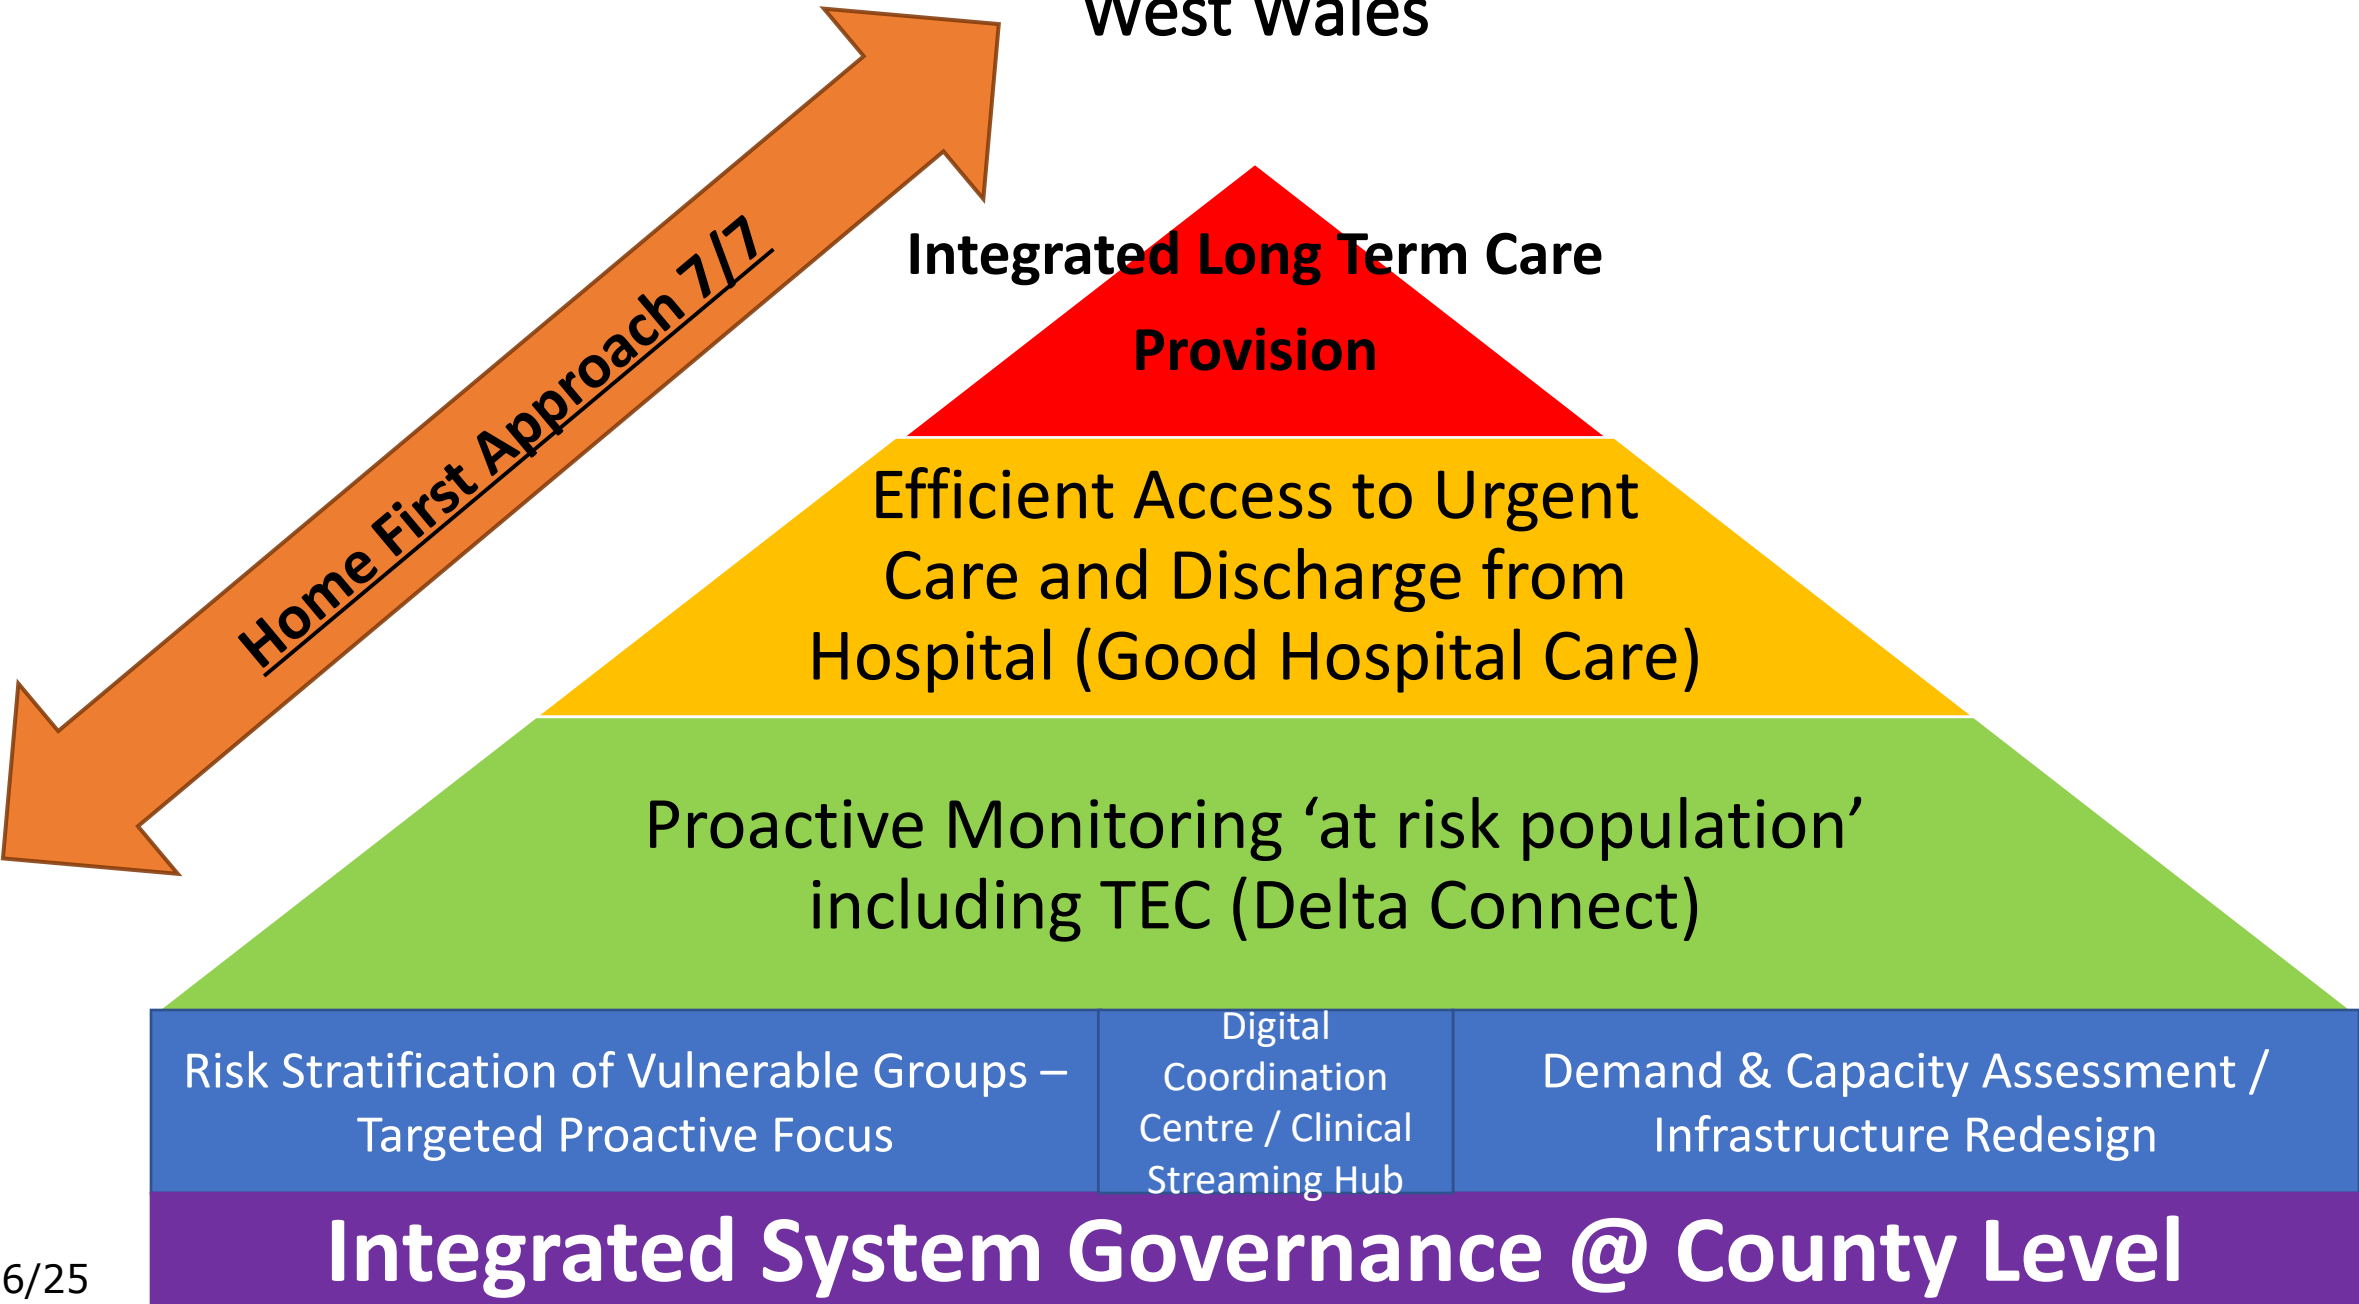 West Wales
Home First Approach 7/7
Integrated Long Term Care
Provision
Efficient Access to Urgent
Care and Discharge from
Hospital (Good Hospital Care)
Proactive Monitoring ‘at risk population’
including TEC (Delta Connect)
Risk Stratification of Vulnerable Groups –
Targeted Proactive Focus
Digital
Coordination
Centre / Clinical
Streaming Hub
Demand & Capacity Assessment /
Infrastructure Redesign
Integrated System Governance @ County Level
6/25